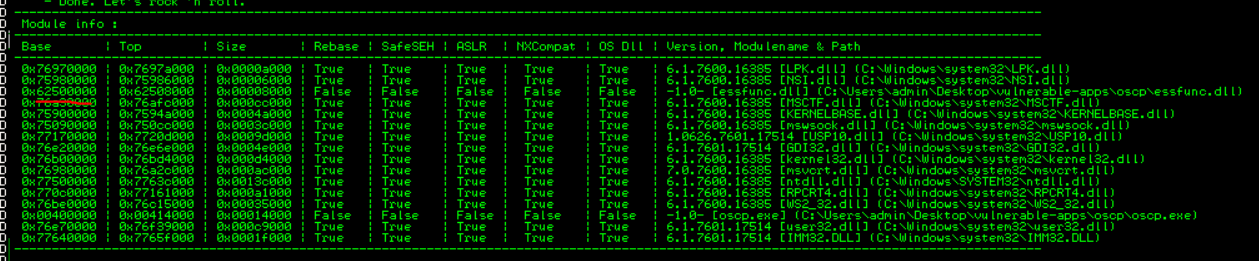 - Done. Let's rock 'n roll.
Module info :
Base | Top | Size | Rebase | SafeSEH | ASLR | NXCompat | OS Dll | Version, Modulename & Path
0x76970000 | 0x7697a000 | 0x0000a000 | True | True | True | True | True | 6.1.7600.16385 [LPK.dll] (C:\Windows\system32\LPK.dll)
0x75980000 | 0x75986000 | 0x00006000 | True | True | True | True | True | 6.1.7600.16385 [NSI.dll] (C:\Windows\system32\NSI.dll)
0x62500000 | 0x62508000 | 0x00008000 | False | False | False | False | False | -1.0- [essfunc.dll] (C:\Users\admin\Desktop\vulnerable-apps\oscp\essfunc.dll)
| 0x76afc000 | 0x000cc000 | True | True | True | True | True | 6.1.7600.16385 [MSCTF.dll] (C:\Windows\system32\MSCTF.dll)
0x75900000 | 0x7594a000 | 0x0004a000 | True | True | True | True | True | 6.1.7600.16385 [KERNELBASE.dll] (C:\Windows\system32\KERNELBASE.dll)
0x75090000 | 0x750cc000 | 0x0003c000 | True | True | True | True | True | 6.1.7600.16385 [mswsock.dll] (C:\Windows\system32\mswsock.dll)
0x77170000 | 0x7720d000 | 0x0009d000 | True | True | True | True | True | 1.0626.7601.17514 [USP10.dll] (C:\Windows\system32\USP10.dll)
0x76e20000 | 0x76e6e000 | 0x0004e000 | True | True | True | True | True | 6.1.7601.17514 [GDI32.dll] (C:\Windows\system32\GDI32.dll)
0x76b00000 | 0x76bd4000 | 0x000d4000 | True | True | True | True | True | 6.1.7600.16385 [kernel32.dll] (C:\Windows\system32\kernel32.dll)
0x76980000 | 0x76a2c000 | 0x000ac000 | True | True | True | True | True | 7.0.7600.16385 [msvcrt.dll] (C:\Windows\system32\msvcrt.dll)
0x77500000 | 0x7763c000 | 0x0013c000 | True | True | True | True | True | 6.1.7600.16385 [ntdll.dll] (C:\Windows\SYSTEM32\ntdll.dll)
0x770c0000 | 0x77161000 | 0x000a1000 | True | True | True | True | True | 6.1.7600.16385 [RPCRT4.dll] (C:\Windows\system32\RPCRT4.dll)
0x76be0000 | 0x76c15000 | 0x00035000 | True | True | True | True | True | 6.1.7600.16385 [WS2_32.dll] (C:\Windows\system32\WS2_32.dll)
0x00400000 | 0x00414000 | 0x00014000 | False | False | False | False | False | -1.0- [oscp.exe] (C:\Users\admin\Desktop\vulnerable-apps\oscp\oscp.exe)
0x76e70000 | 0x76f39000 | 0x000c9000 | True | True | True | True | True | 6.1.7601.17514 [user32.dll] (C:\Windows\system32\user32.dll)
0x77640000 | 0x7765f000 | 0x0001f000 | True | True | True | True | True | 6.1.7601.17514 [IMM32.DLL] (C:\Windows\system32\IMM32.DLL)